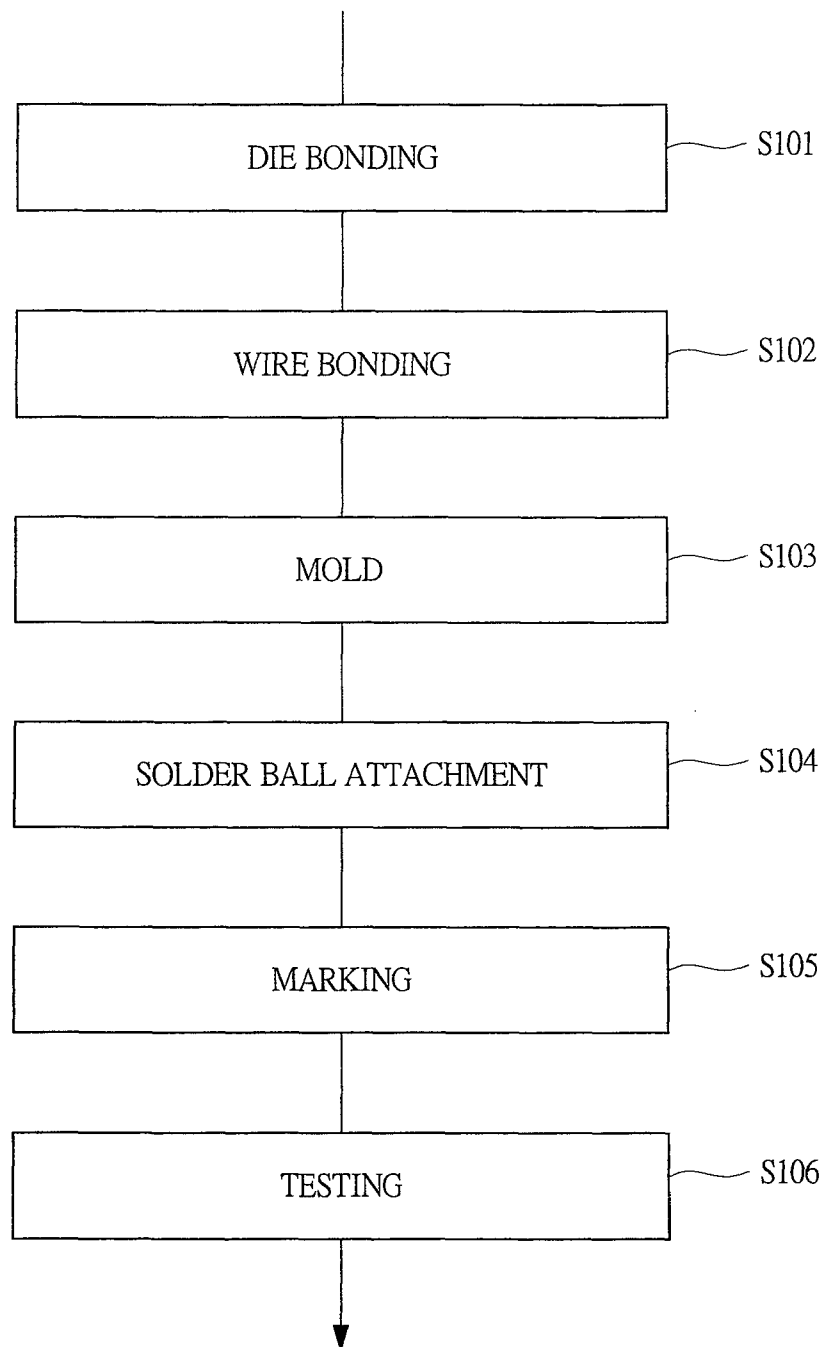 DIE BONDING S101
WIRE BONDING S102
MOLD S103
SOLDER BALL ATTACHMENT S104
MARKING S105
TESTING S106